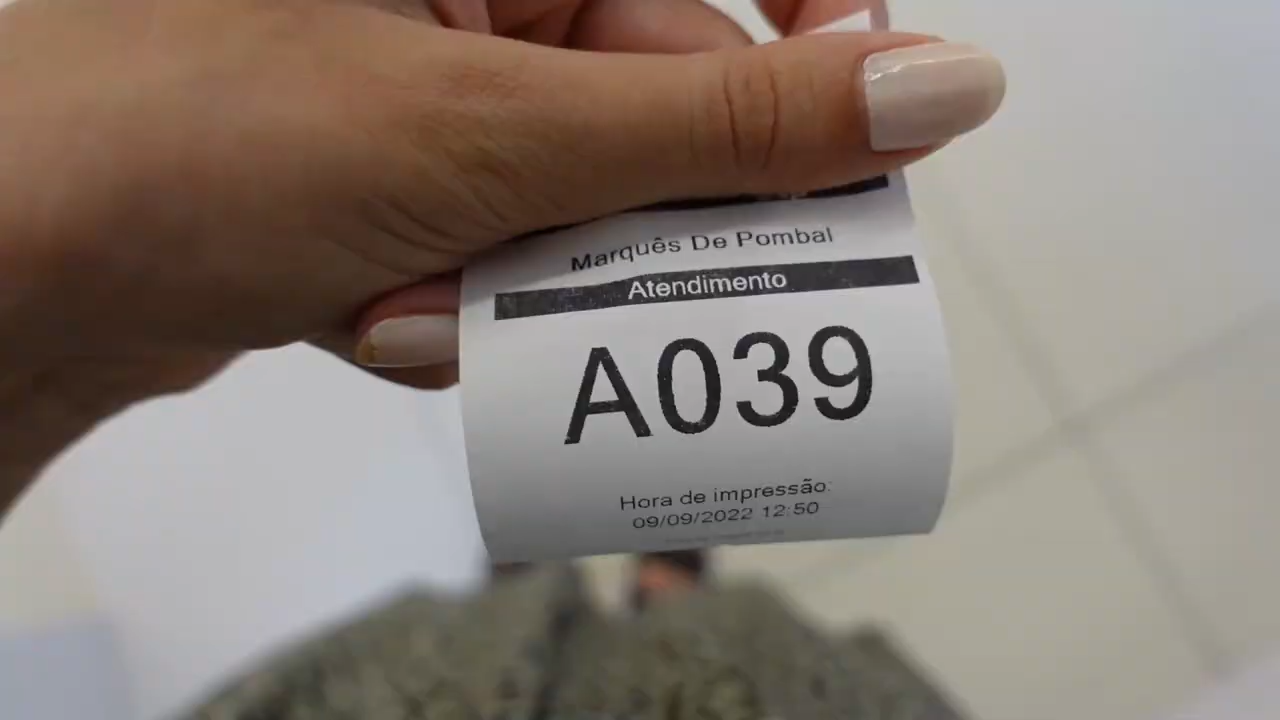 Marquês De Pombal
Atendimento
A039
Hora de impressão:
09/09/2022 12:50